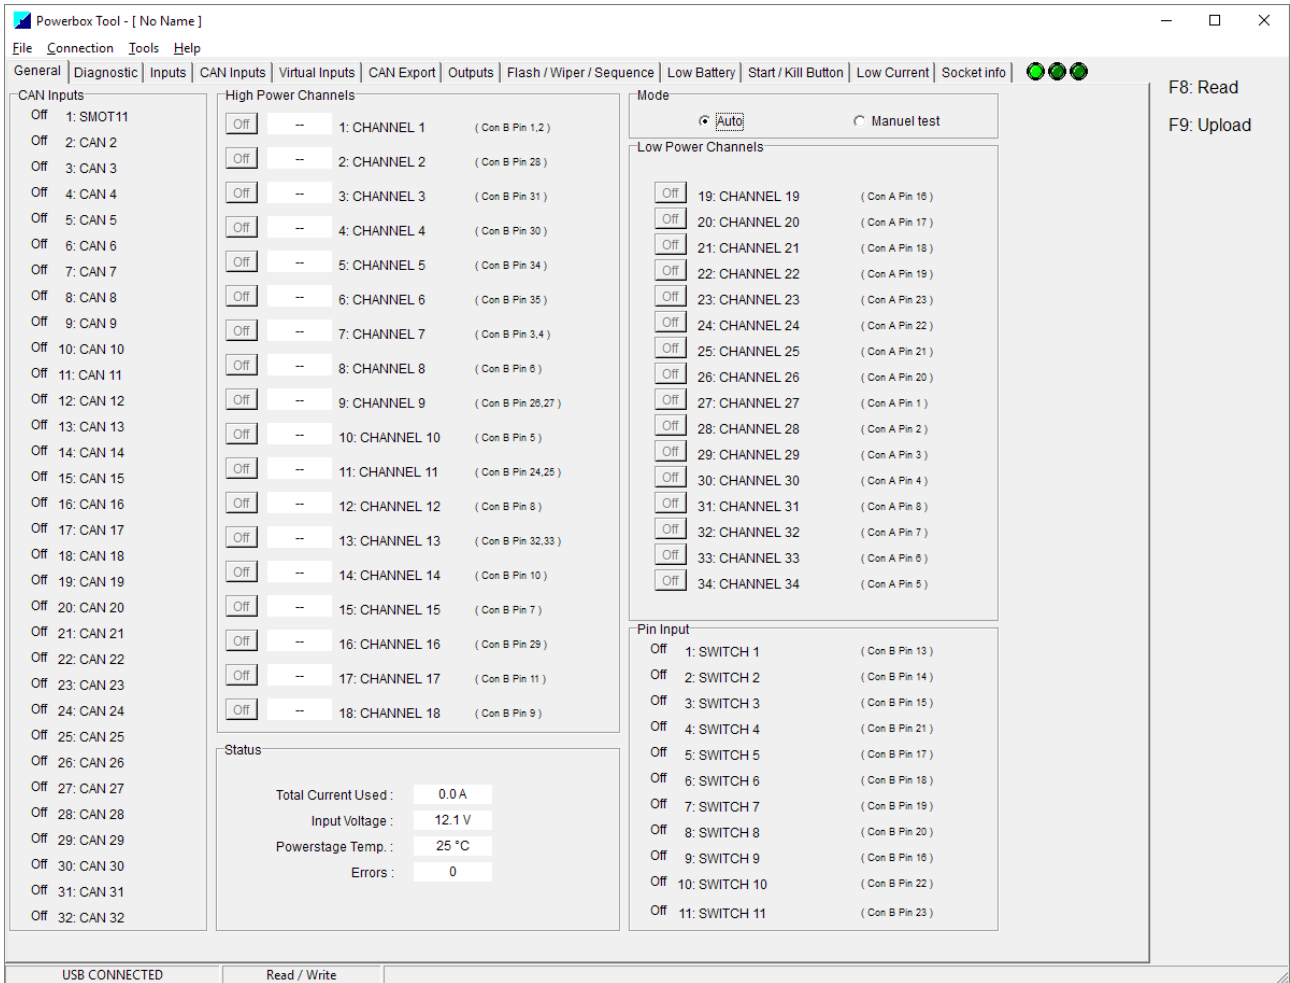 Powerbox Tool - [ No Name ]
File Connection Tools Help
General Diagnostic Inputs CAN Inputs Virtual Inputs CAN Export Outputs Flash / Wiper / Sequence Low Battery Start / Kill Button Low Current Socket info
F8: Read
F9: Upload
CAN Inputs
Off 1: SMOT11
Off 2: CAN 2
Off 3: CAN 3
Off 4: CAN 4
Off 5: CAN 5
Off 6: CAN 6
Off 7: CAN 7
Off 8: CAN 8
Off 9: CAN 9
Off 10: CAN 10
Off 11: CAN 11
Off 12: CAN 12
Off 13: CAN 13
Off 14: CAN 14
Off 15: CAN 15
Off 16: CAN 16
Off 17: CAN 17
Off 18: CAN 18
Off 19: CAN 19
Off 20: CAN 20
Off 21: CAN 21
Off 22: CAN 22
Off 23: CAN 23
Off 24: CAN 24
Off 25: CAN 25
Off 26: CAN 26
Off 27: CAN 27
Off 28: CAN 28
Off 29: CAN 29
Off 30: CAN 30
Off 31: CAN 31
Off 32: CAN 32
High Power Channels
Off -- 1: CHANNEL 1 ( Con B Pin 1,2 )
Off -- 2: CHANNEL 2 ( Con B Pin 28 )
Off -- 3: CHANNEL 3 ( Con B Pin 31 )
Off -- 4: CHANNEL 4 ( Con B Pin 30 )
Off -- 5: CHANNEL 5 ( Con B Pin 34 )
Off -- 6: CHANNEL 6 ( Con B Pin 35 )
Off -- 7: CHANNEL 7 ( Con B Pin 3,4 )
Off -- 8: CHANNEL 8 ( Con B Pin 6 )
Off -- 9: CHANNEL 9 ( Con B Pin 26,27 )
Off -- 10: CHANNEL 10 ( Con B Pin 5 )
Off -- 11: CHANNEL 11 ( Con B Pin 24,25 )
Off -- 12: CHANNEL 12 ( Con B Pin 8 )
Off -- 13: CHANNEL 13 ( Con B Pin 32,33 )
Off -- 14: CHANNEL 14 ( Con B Pin 10 )
Off -- 15: CHANNEL 15 ( Con B Pin 7 )
Off -- 16: CHANNEL 16 ( Con B Pin 29 )
Off -- 17: CHANNEL 17 ( Con B Pin 11 )
Off -- 18: CHANNEL 18 ( Con B Pin 9 )
Status
Total Current Used : 0.0 A
Input Voltage : 12.1 V
Powerstage Temp. : 25 °C
Errors : 0
Mode
Auto Manuel test
Low Power Channels
Off 19: CHANNEL 19 ( Con A Pin 16 )
Off 20: CHANNEL 20 ( Con A Pin 17 )
Off 21: CHANNEL 21 ( Con A Pin 18 )
Off 22: CHANNEL 22 ( Con A Pin 19 )
Off 23: CHANNEL 23 ( Con A Pin 23 )
Off 24: CHANNEL 24 ( Con A Pin 22 )
Off 25: CHANNEL 25 ( Con A Pin 21 )
Off 26: CHANNEL 26 ( Con A Pin 20 )
Off 27: CHANNEL 27 ( Con A Pin 1 )
Off 28: CHANNEL 28 ( Con A Pin 2 )
Off 29: CHANNEL 29 ( Con A Pin 3 )
Off 30: CHANNEL 30 ( Con A Pin 4 )
Off 31: CHANNEL 31 ( Con A Pin 8 )
Off 32: CHANNEL 32 ( Con A Pin 7 )
Off 33: CHANNEL 33 ( Con A Pin 6 )
Off 34: CHANNEL 34 ( Con A Pin 5 )
Pin Input
Off 1: SWITCH 1 ( Con B Pin 13 )
Off 2: SWITCH 2 ( Con B Pin 14 )
Off 3: SWITCH 3 ( Con B Pin 15 )
Off 4: SWITCH 4 ( Con B Pin 21 )
Off 5: SWITCH 5 ( Con B Pin 17 )
Off 6: SWITCH 6 ( Con B Pin 18 )
Off 7: SWITCH 7 ( Con B Pin 19 )
Off 8: SWITCH 8 ( Con B Pin 20 )
Off 9: SWITCH 9 ( Con B Pin 16 )
Off 10: SWITCH 10 ( Con B Pin 22 )
Off 11: SWITCH 11 ( Con B Pin 23 )
USB CONNECTED Read / Write